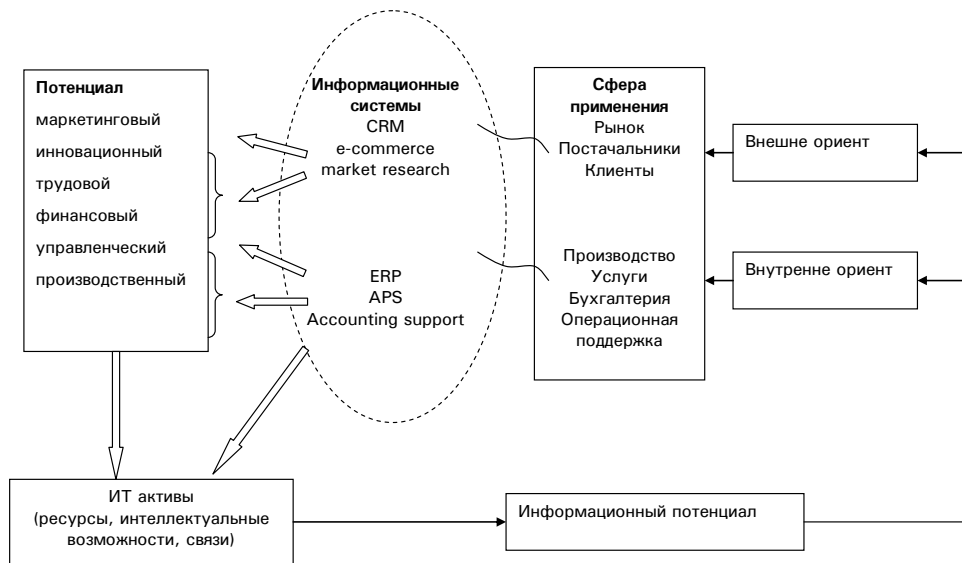 Потенциал
маркетинговый
инновационный
трудовой
финансовый
управленческий
производственный
Информационные
системы
CRM
e-commerce
market research
ERP
APS
Accounting support
Сфера
применения
Рынок
Постачальники
Клиенты
Производство
Услуги
Бухгалтерия
Операционная
поддержка
Внешне ориент
Внутренне ориент
ИТ активы
(ресурсы, интеллектуальные
возможности, связи)
Информационный потенциал